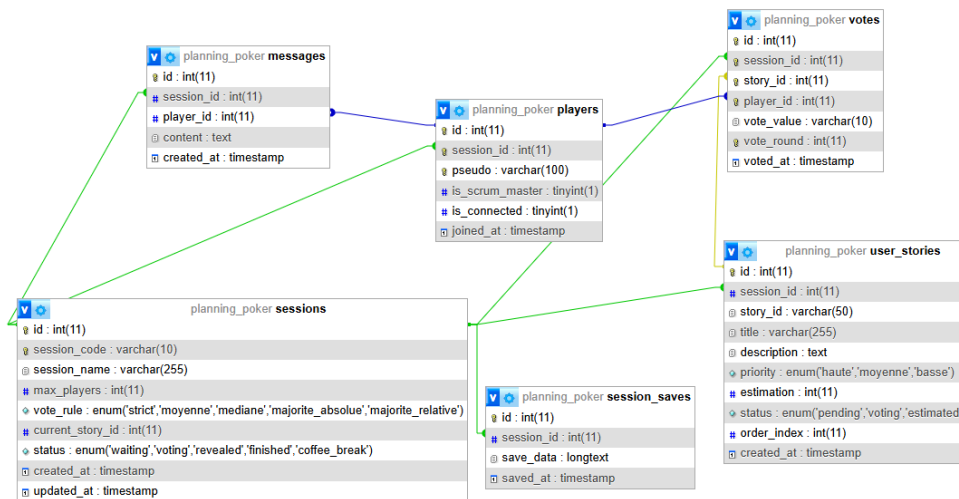 planning_poker votes
id : int(11)
session_id : int(11)
story_id : int(11)
player_id : int(11)
vote_value : varchar(10)
vote_round : int(11)
voted_at : timestamp
planning_poker messages
id : int(11)
session_id : int(11)
player_id : int(11)
content : text
created_at : timestamp
planning_poker players
id : int(11)
session_id : int(11)
pseudo : varchar(100)
is_scrum_master : tinyint(1)
is_connected : tinyint(1)
joined_at : timestamp
planning_poker user_stories
id : int(11)
session_id : int(11)
story_id : varchar(50)
title : varchar(255)
description : text
priority : enum('haute','moyenne','basse')
estimation : int(11)
status : enum('pending','voting','estimated
order_index : int(11)
created_at : timestamp
planning_poker sessions
id : int(11)
session_code : varchar(10)
session_name : varchar(255)
max_players : int(11)
vote_rule : enum('strict','moyenne','mediane','majorite_absolue','majorite_relative')
current_story_id : int(11)
status : enum('waiting','voting','revealed','finished','coffee_break')
created_at : timestamp
updated_at : timestamp
planning_poker session_saves
id : int(11)
session_id : int(11)
save_data : longtext
saved_at : timestamp